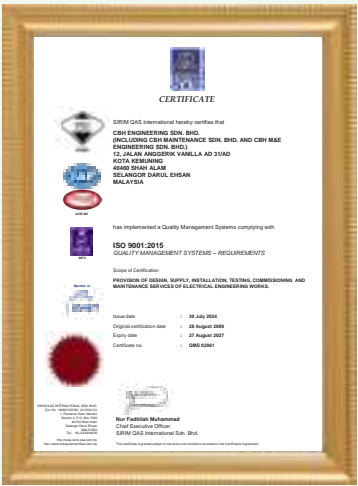 CERTIFICATE
SIRIM QAS International hereby certifies that
CBH ENGINEERING SDN. BHD.
(INCLUDING CBH MAINTENANCE SDN. BHD. AND CBH M&E
ENGINEERING SDN. BHD.)
12, JALAN ANGGERIK VANILLA AD 31/AD
KOTA KEMUNING
40460 SHAH ALAM
SELANGOR DARUL EHSAN
MALAYSIA
has implemented a Quality Management Systems complying with
ISO 9001:2015
QUALITY MANAGEMENT SYSTEMS – REQUIREMENTS
Scope of Certification
PROVISION OF DESIGN, SUPPLY, INSTALLATION, TESTING, COMMISSIONING AND
MAINTENANCE SERVICES OF ELECTRICAL ENGINEERING WORKS.
Member of
Issue date : 30 July 2024
Original certification date : 28 August 2009
Expiry date : 27 August 2027
Certificate no. : QMS 02061
Nur Fadhilah Muhammad
Chief Executive Officer
SIRIM QAS International Sdn. Bhd.